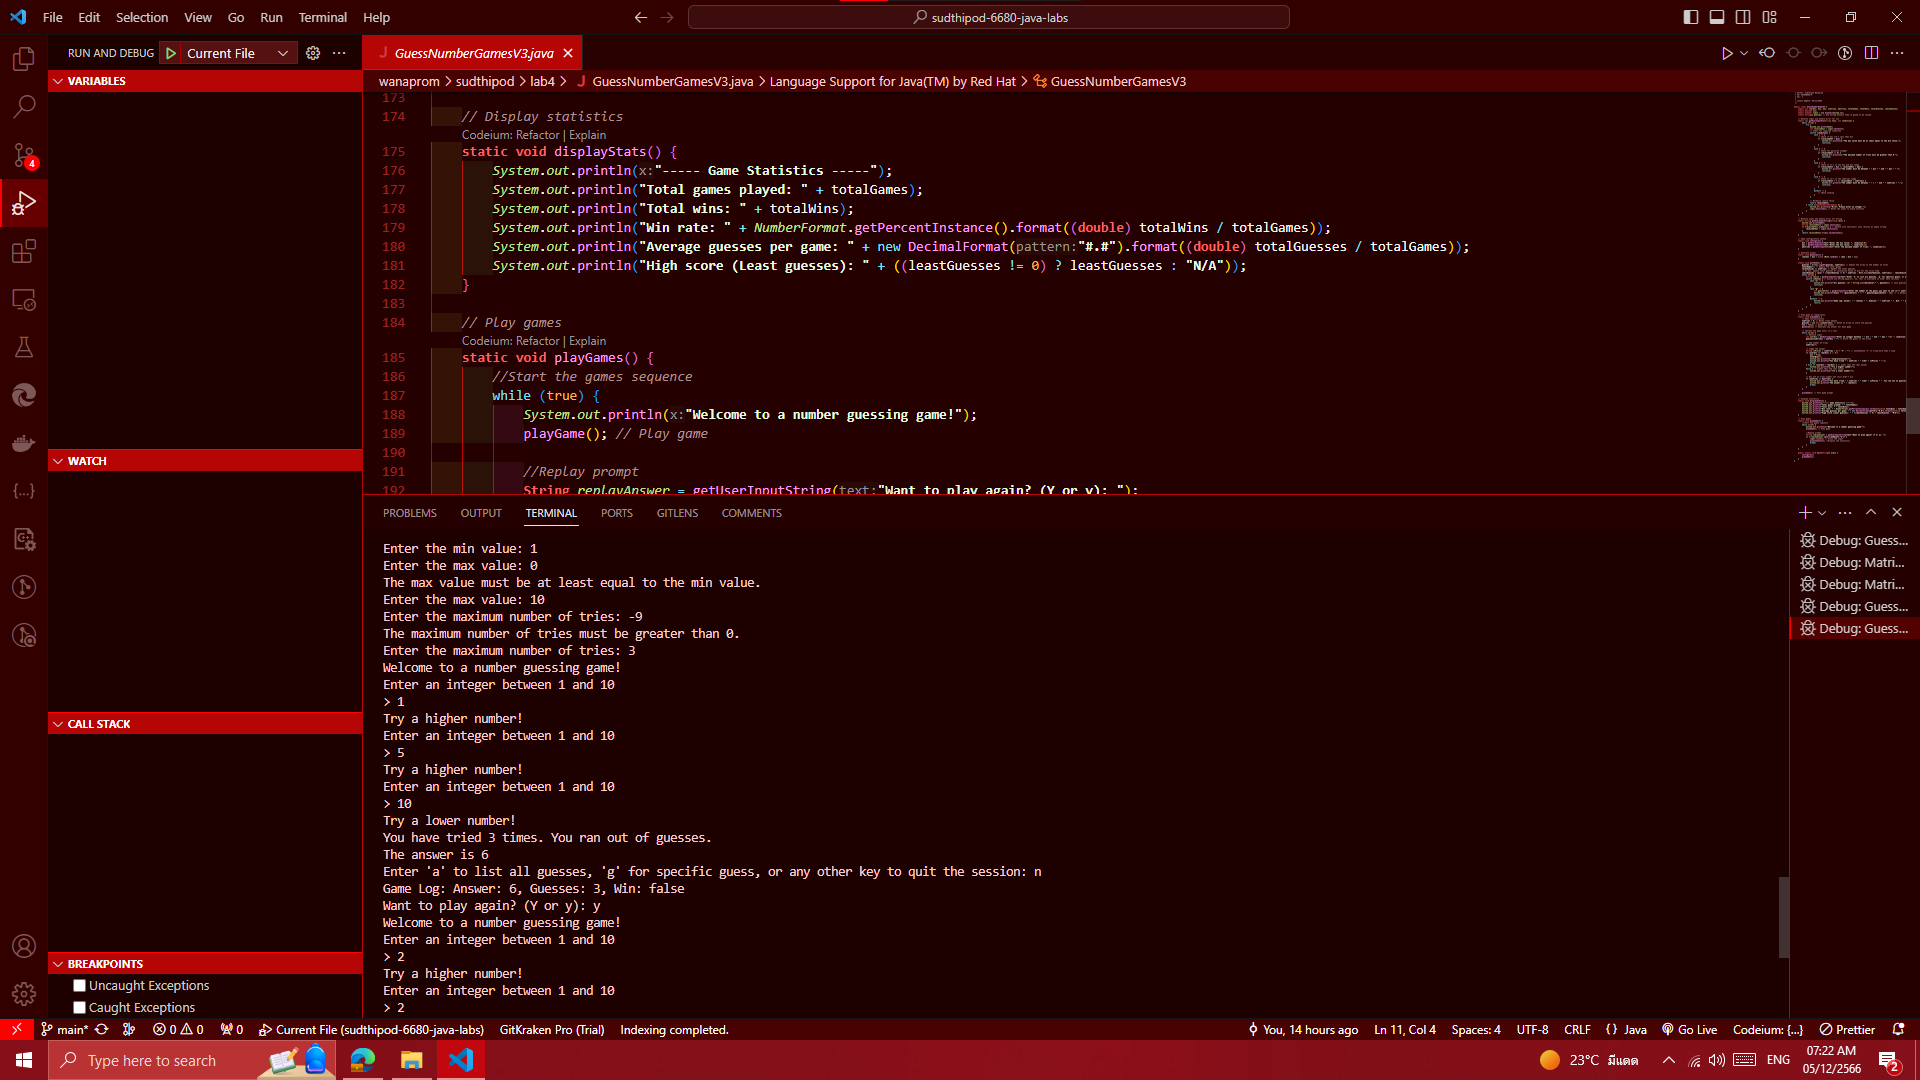 File Edit Selection View Go Run Terminal Help
sudthipod-6680-java-labs
RUN AND DEBUG Current File
GuessNumberGamesV3.java
wanaprom > sudthipod > lab4 > GuessNumberGamesV3.java > Language Support for Java(TM) by Red Hat > GuessNumberGamesV3
VARIABLES
WATCH
CALL STACK
BREAKPOINTS
Uncaught Exceptions
Caught Exceptions
4
173
174 // Display statistics
Codeium: Refactor | Explain
175 static void displayStats() {
176 System.out.println(x:"----- Game Statistics -----");
177 System.out.println("Total games played: " + totalGames);
178 System.out.println("Total wins: " + totalWins);
179 System.out.println("Win rate: " + NumberFormat.getPercentInstance().format((double) totalWins / totalGames));
180 System.out.println("Average guesses per game: " + new DecimalFormat(pattern:"#.#").format((double) totalGuesses / totalGames));
181 System.out.println("High score (Least guesses): " + ((leastGuesses != 0) ? leastGuesses : "N/A"));
182 }
183
184 // Play games
Codeium: Refactor | Explain
185 static void playGames() {
186 //Start the games sequence
187 while (true) {
188 System.out.println(x:"Welcome to a number guessing game!");
189 playGame(); // Play game
190
191 //Replay prompt
192 String replayAnswer = getUserInputString(text:"Want to play again? (Y or y): ");
PROBLEMS OUTPUT TERMINAL PORTS GITLENS COMMENTS
Enter the min value: 1
Enter the max value: 0
The max value must be at least equal to the min value.
Enter the max value: 10
Enter the maximum number of tries: -9
The maximum number of tries must be greater than 0.
Enter the maximum number of tries: 3
Welcome to a number guessing game!
Enter an integer between 1 and 10
> 1
Try a higher number!
Enter an integer between 1 and 10
> 5
Try a higher number!
Enter an integer between 1 and 10
> 10
Try a lower number!
You have tried 3 times. You ran out of guesses.
The answer is 6
Enter 'a' to list all guesses, 'g' for specific guess, or any other key to quit the session: n
Game Log: Answer: 6, Guesses: 3, Win: false
Want to play again? (Y or y): y
Welcome to a number guessing game!
Enter an integer between 1 and 10
> 2
Try a higher number!
Enter an integer between 1 and 10
> 2
Debug: Guess...
Debug: Matri...
Debug: Matri...
Debug: Guess...
Debug: Guess...
main* 0 0 0 Current File (sudthipod-6680-java-labs) GitKraken Pro (Trial) Indexing completed. You, 14 hours ago Ln 11, Col 4 Spaces: 4 UTF-8 CRLF {} Java Go Live Codeium: {...} Prettier
Type here to search
23°C มีแดด ENG
07:22 AM
05/12/2566
2